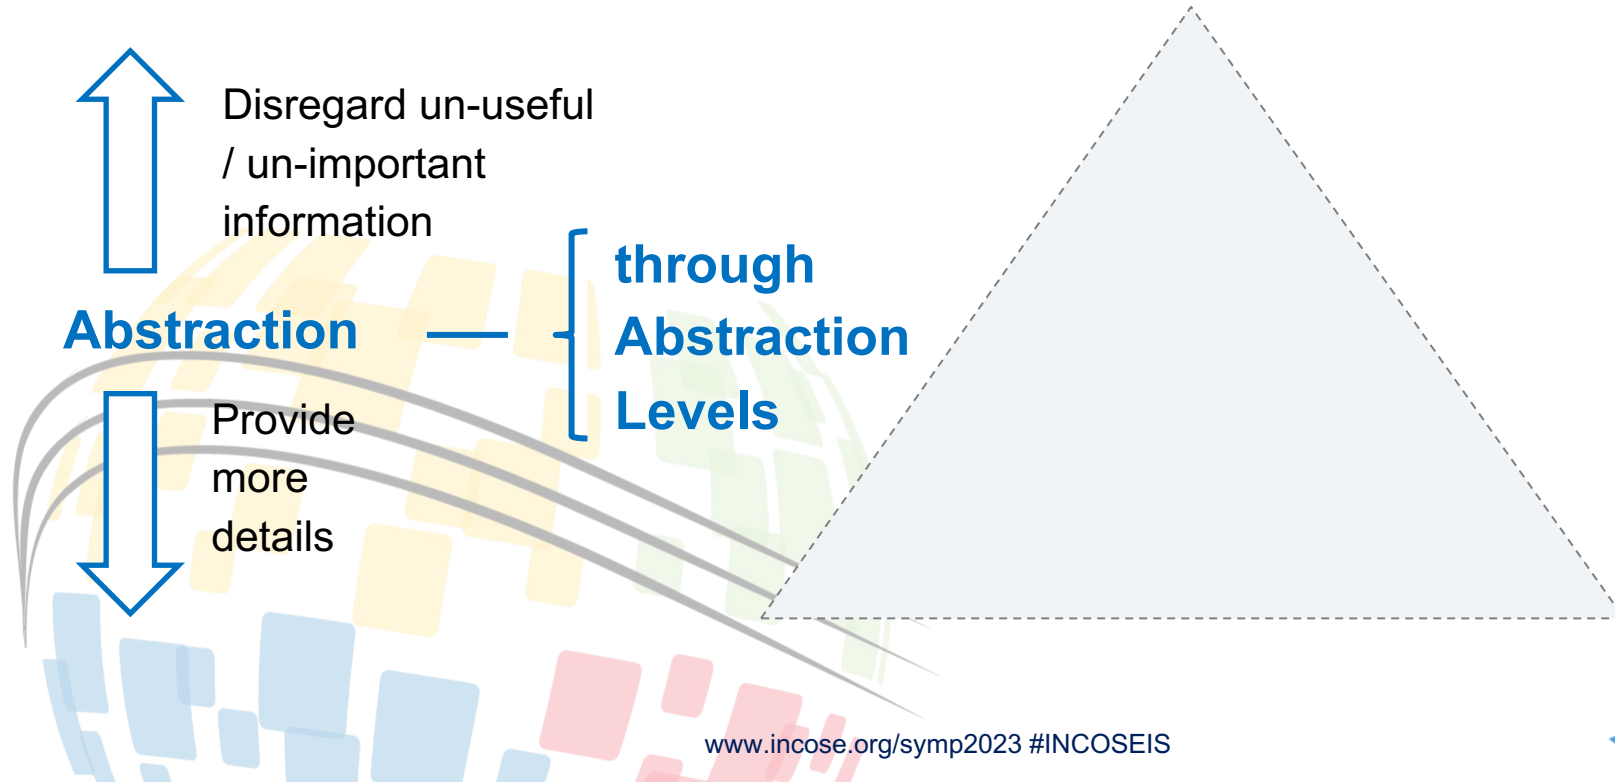 Disregard un-useful
/ un-important
information
Abstraction
through
Abstraction
Levels
Provide
more
details
www.incose.org/symp2023 #INCOSEIS